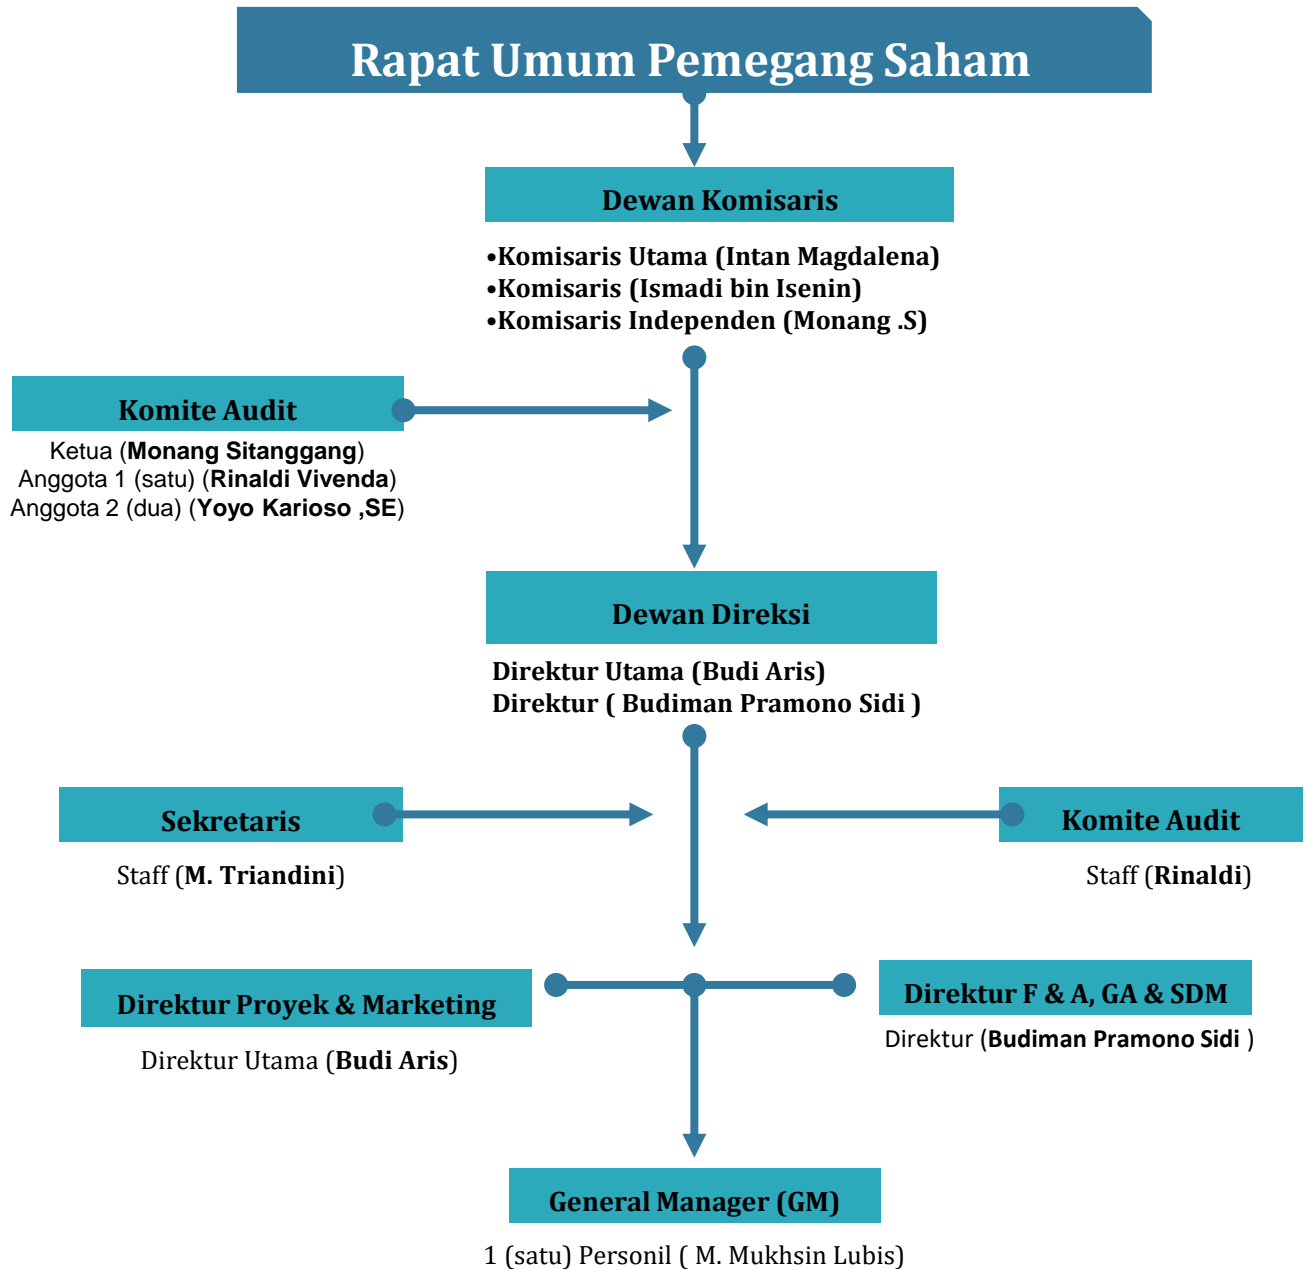 Rapat Umum Pemegang Saham
Dewan Komisaris
•Komisaris Utama (Intan Magdalena)
•Komisaris (Ismadi bin Isenin)
•Komisaris Independen (Monang .S)
Komite Audit
Ketua (Monang Sitanggang)
Anggota 1 (satu) (Rinaldi Vivenda)
Anggota 2 (dua) (Yoyo Karioso ,SE)
Dewan Direksi
Direktur Utama (Budi Aris)
Direktur ( Budiman Pramono Sidi )
Sekretaris
Staff (M. Triandini)
Komite Audit
Staff (Rinaldi)
Direktur Proyek & Marketing
Direktur Utama (Budi Aris)
Direktur F & A, GA & SDM
Direktur (Budiman Pramono Sidi )
General Manager (GM)
1 (satu) Personil ( M. Mukhsin Lubis)